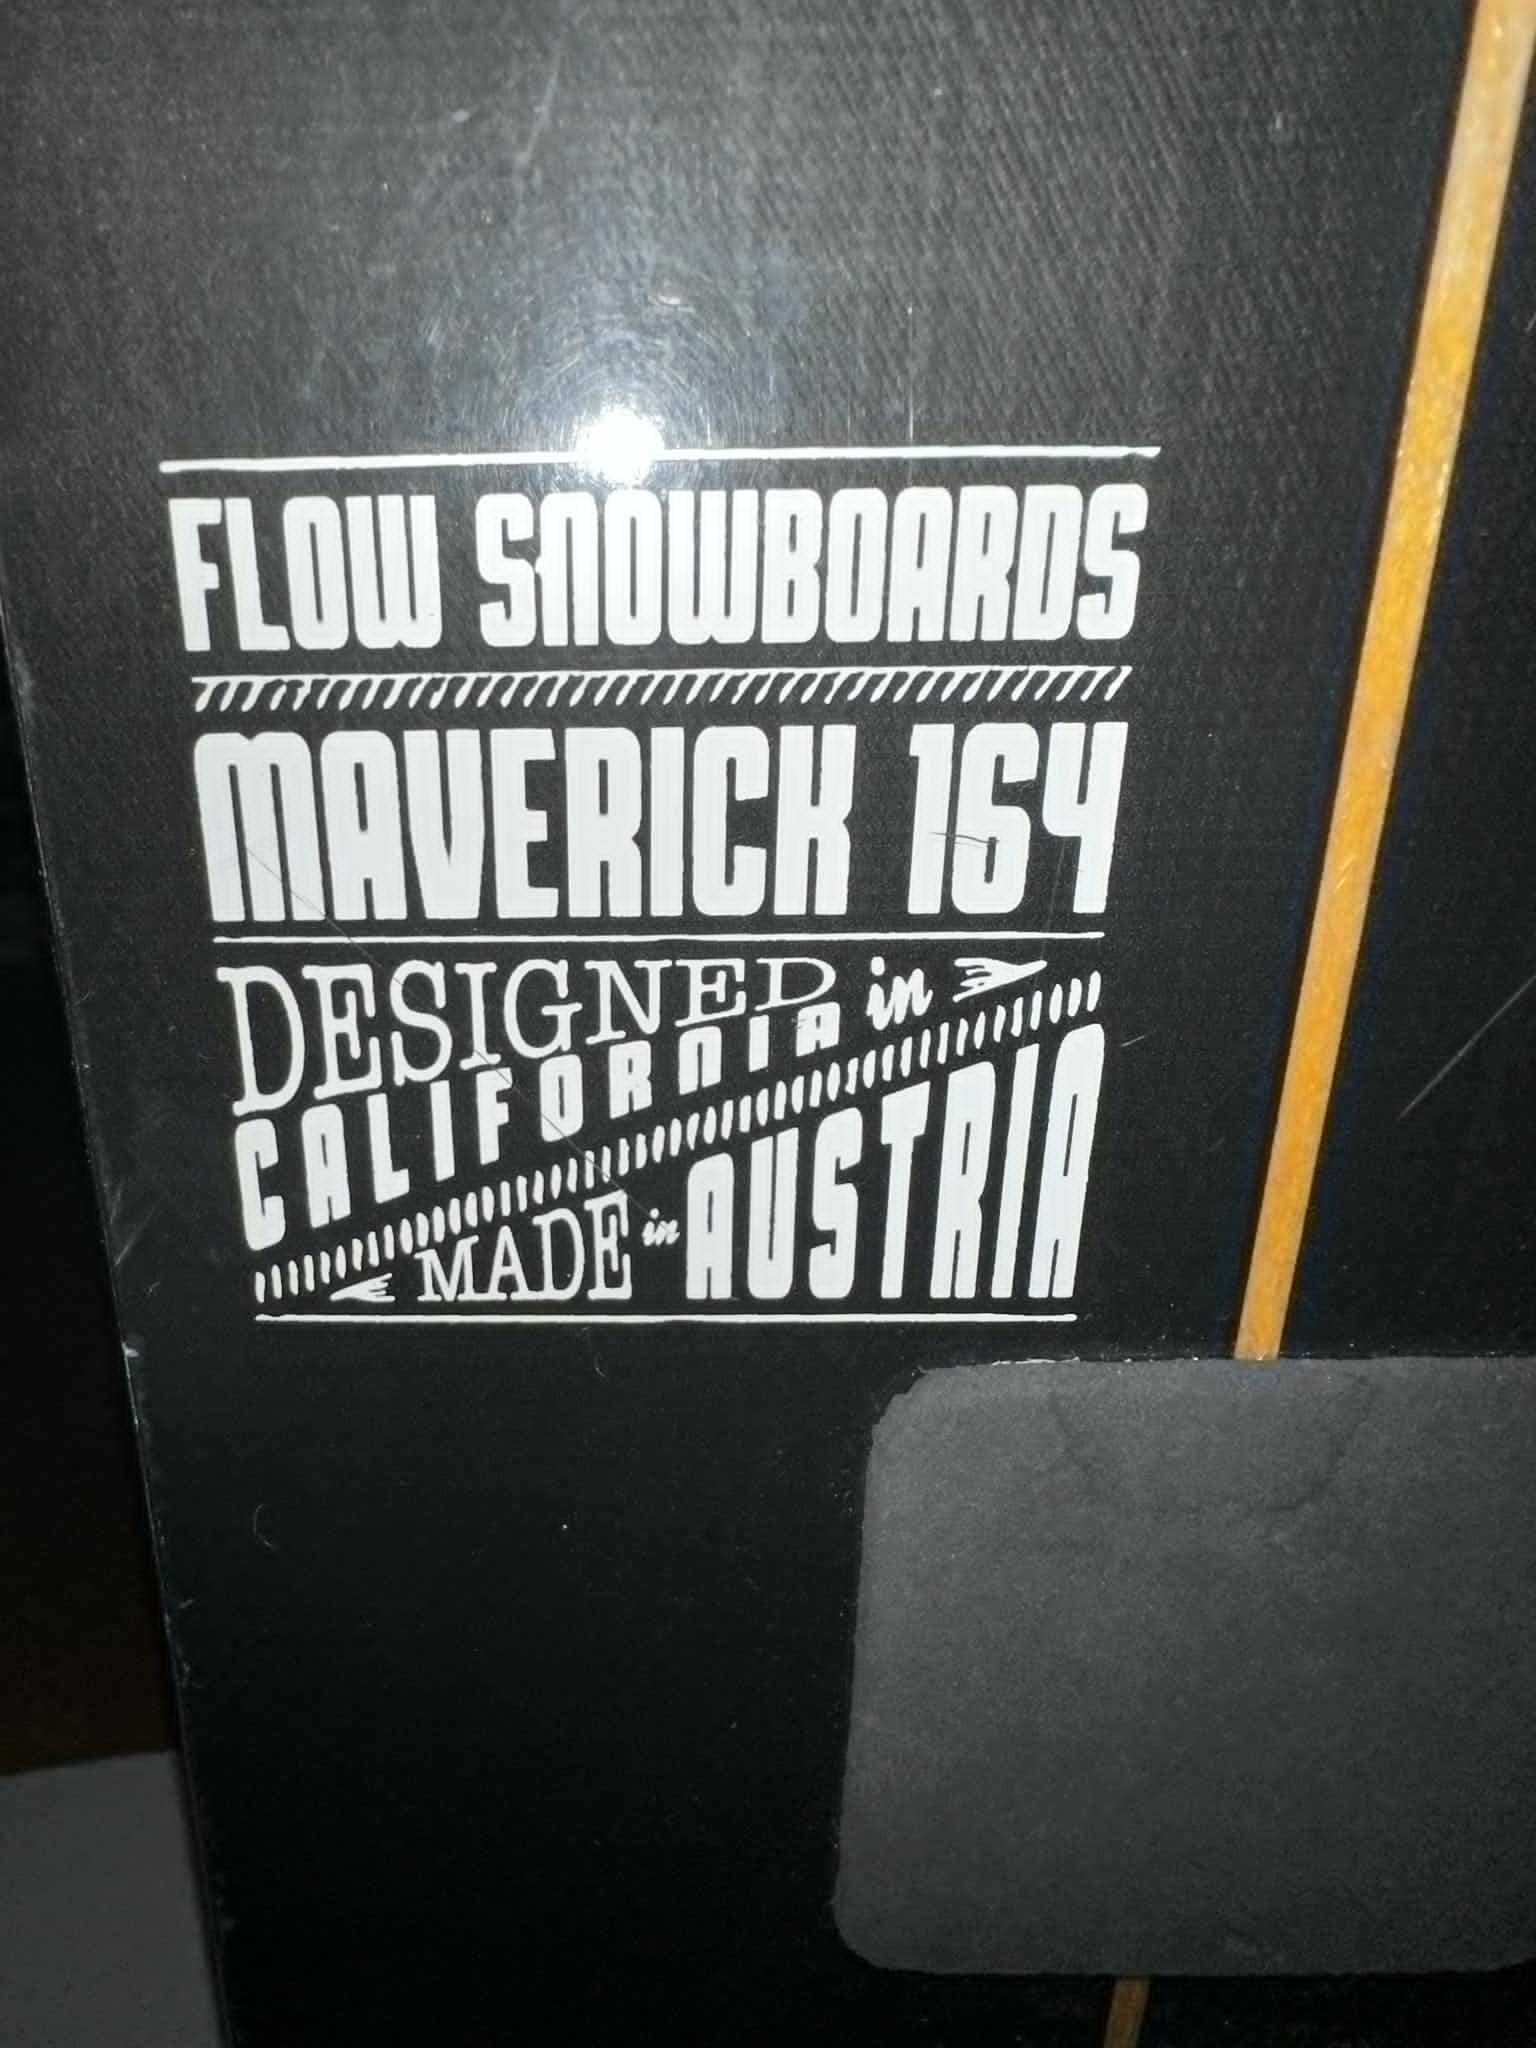 FLOW SNOWBOARDS
MAVERICK 164
DESIGNED in
CALIFORNIA
MADE in AUSTRIA